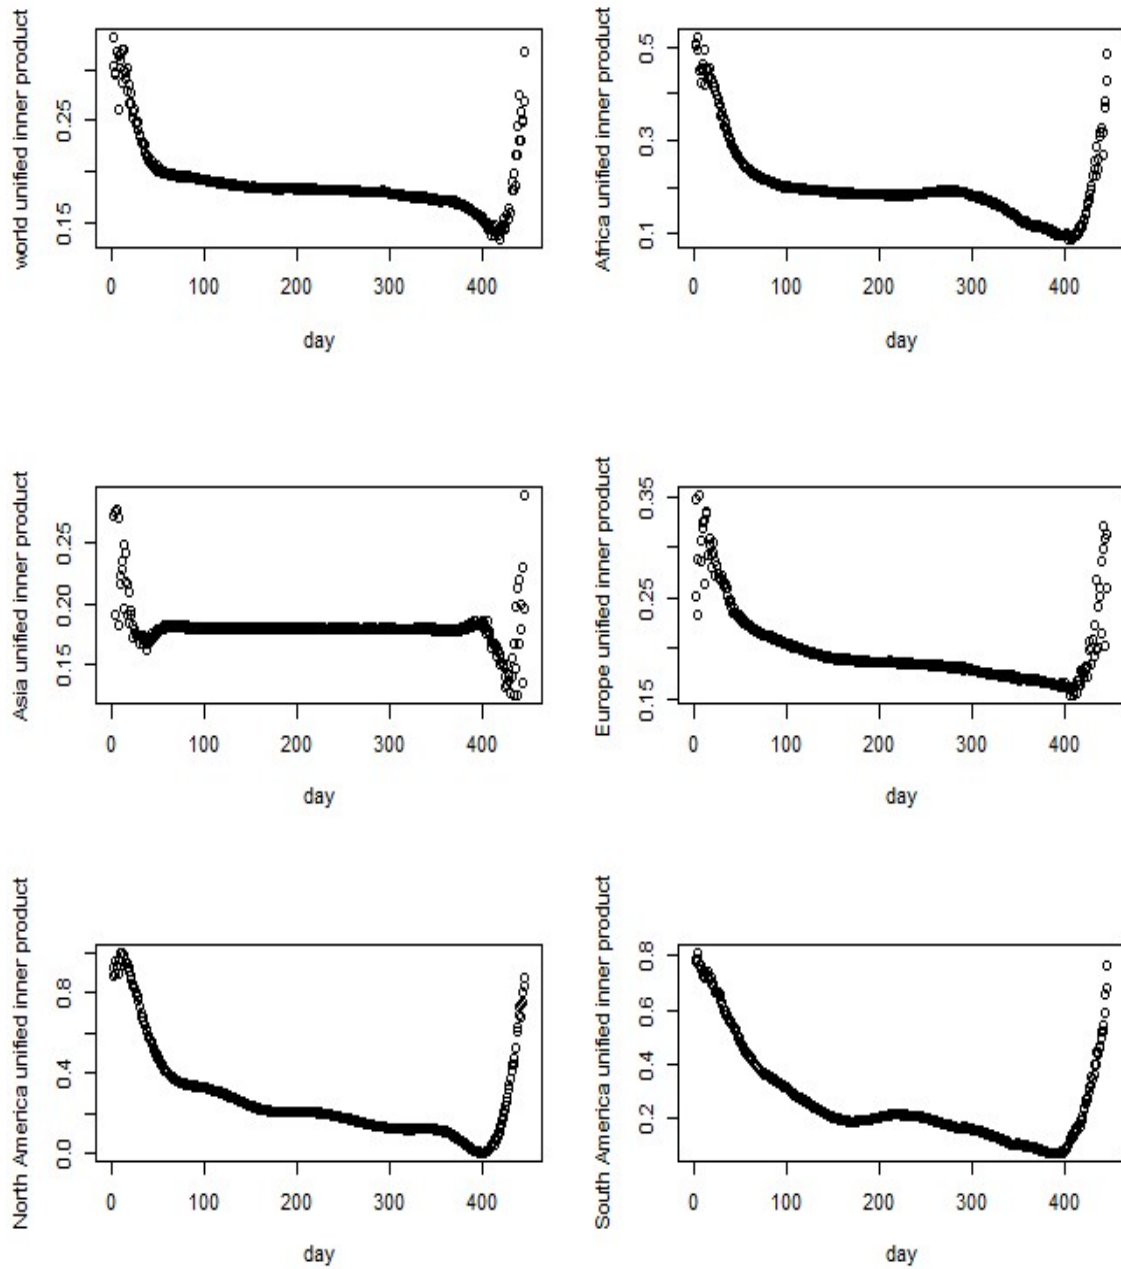 world unified inner product
0.15 0.25
0 100 200 300 400
day
Africa unified inner product
0.1 0.3 0.5
0 100 200 300 400
day
Asia unified inner product
0.15 0.20 0.25
0 100 200 300 400
day
Europe unified inner product
0.15 0.25 0.35
0 100 200 300 400
day
North America unified inner product
0.0 0.4 0.8
0 100 200 300 400
day
South America unified inner product
0.2 0.4 0.6 0.8
0 100 200 300 400
day